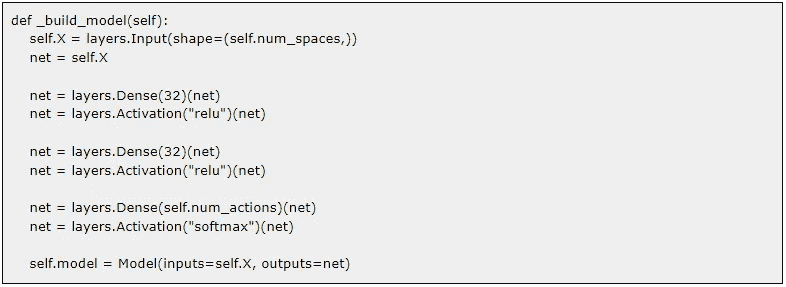 def _build_model(self):
self.X = layers.Input(shape=(self.num_spaces,))
net = self.X
net = layers.Dense(32)(net)
net = layers.Activation("relu")(net)
net = layers.Dense(32)(net)
net = layers.Activation("relu")(net)
net = layers.Dense(self.num_actions)(net)
net = layers.Activation("softmax")(net)
self.model = Model(inputs=self.X, outputs=net)